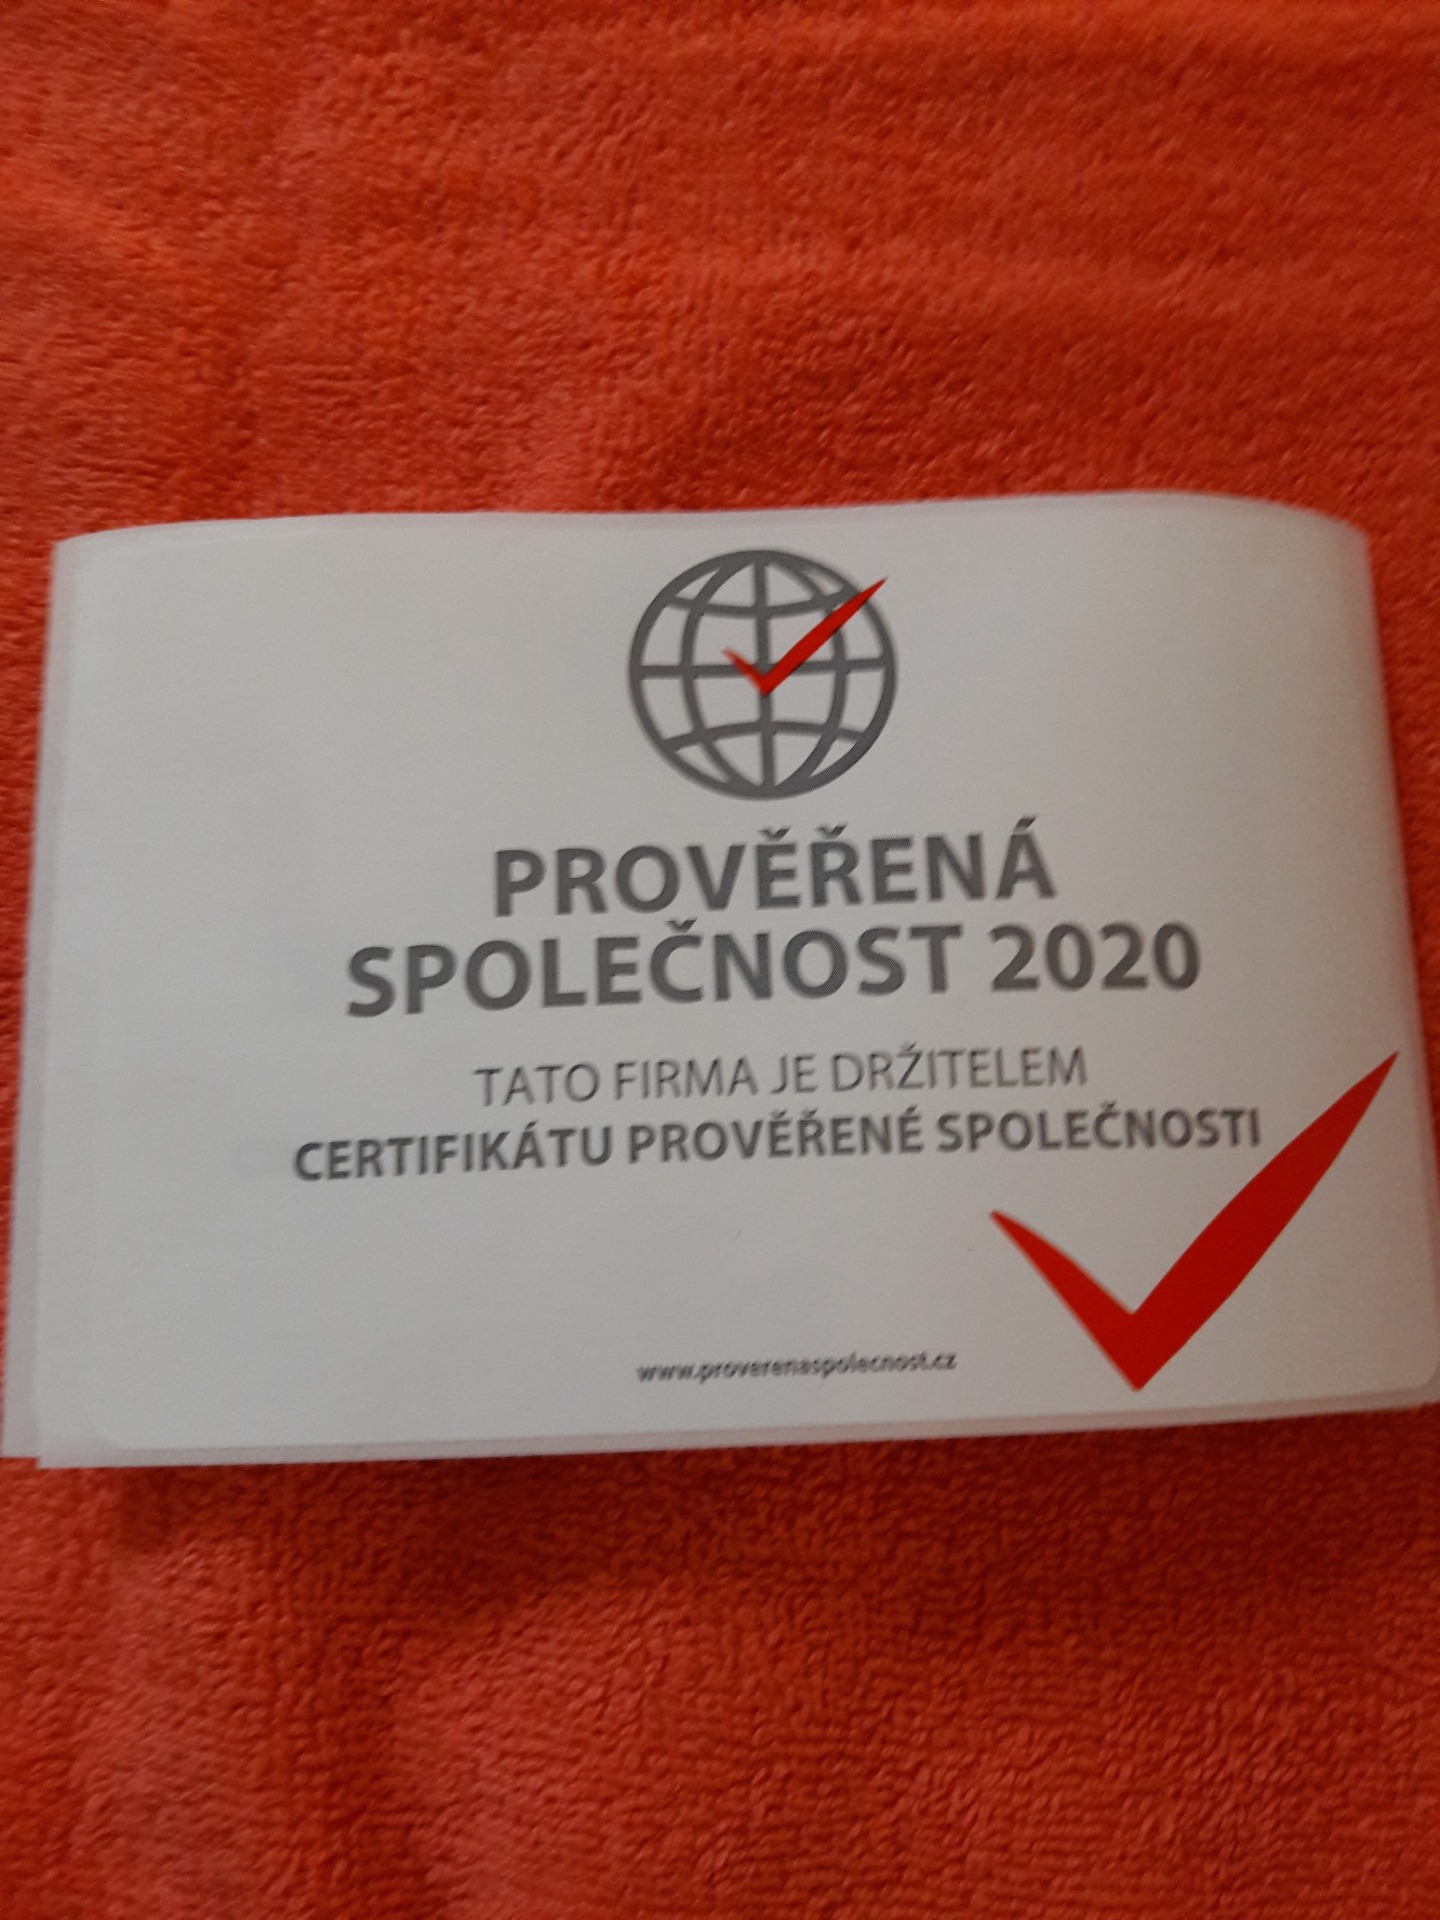 PROVĚŘENÁ
SPOLEČNOST 2020
TATO FIRMA JE DRŽITELEM
CERTIFIKÁTU PROVĚŘENÉ SPOLEČNOSTI
www.proverenaspolecnost.cz